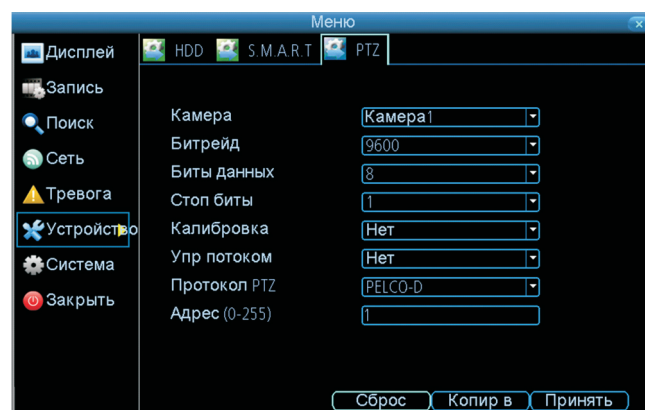 Меню
Дисплей
Запись
Поиск
Сеть
Тревога
Устройство
Система
Закрыть
HDD S.M.A.R.T PTZ
Камера Камера1
Битрейд 9600
Биты данных 8
Стоп биты 1
Калибровка Нет
Упр потоком Нет
Протокол PTZ PELCO-D
Адрес (0-255) 1
Сброс Копир в Принять